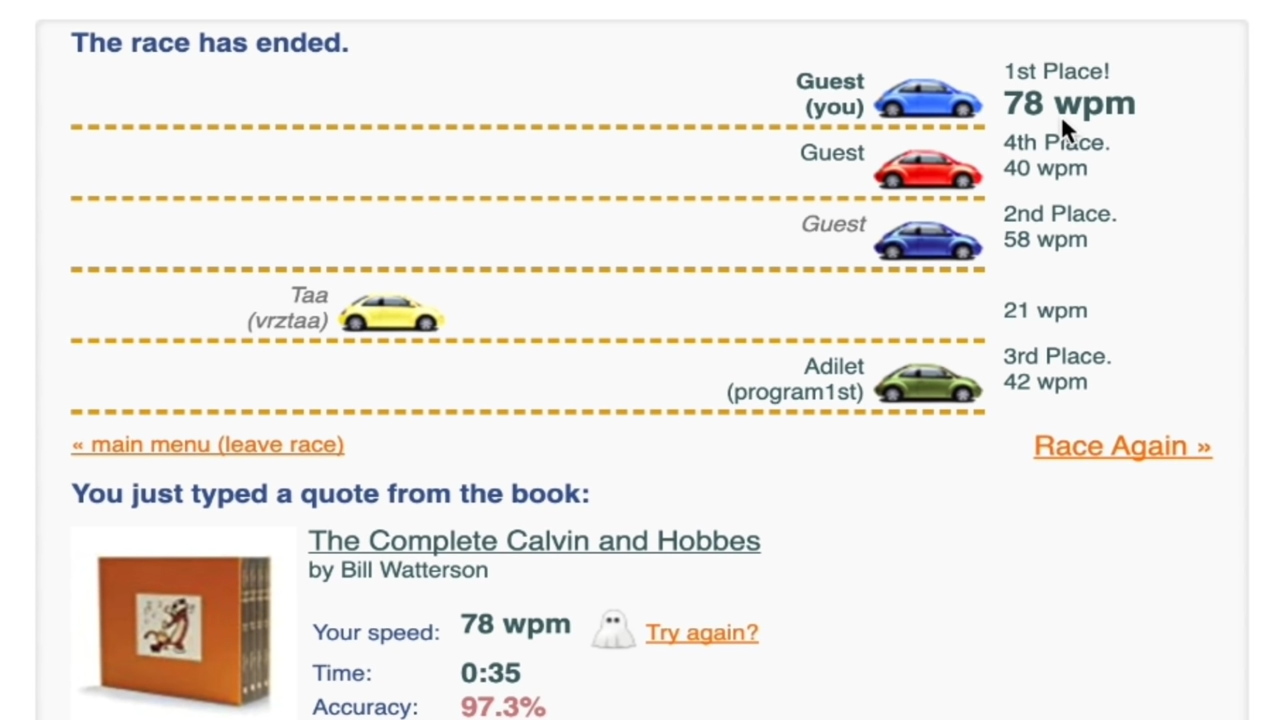 The race has ended.
Guest
(you)
1st Place!
78 wpm
Guest
4th Place.
40 wpm
Guest
2nd Place.
58 wpm
Taa
(vrztaa)
21 wpm
Adilet
(program1st)
3rd Place.
42 wpm
« main menu (leave race)
Race Again »
You just typed a quote from the book:
The Complete Calvin and Hobbes
by Bill Watterson
Your speed: 78 wpm Try again?
Time: 0:35
Accuracy: 97.3%